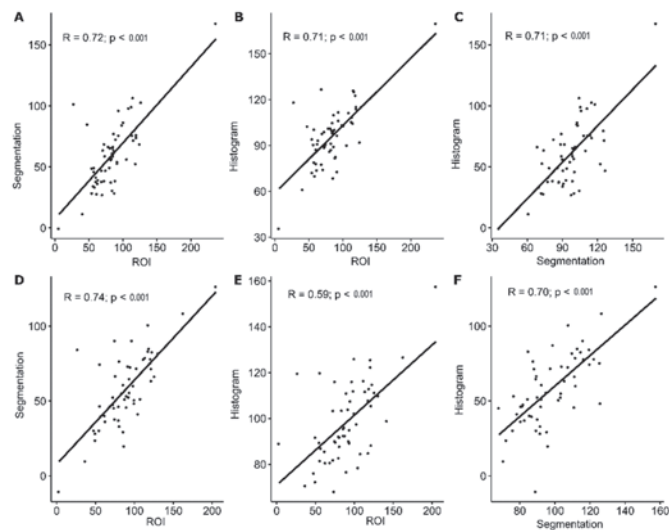 A
R = 0.72; p < 0.001
Segmentation
150
100
50
0
0 50 100 150 200
ROI
B
R = 0.71; p < 0.001
Histogram
150
120
90
60
30
0 50 100 150 200
ROI
C
R = 0.71; p < 0.001
Histogram
150
100
50
0
30 60 90 120 150
Segmentation
D
R = 0.74; p < 0.001
Segmentation
100
50
0
0 50 100 150 200
ROI
E
R = 0.59; p < 0.001
Histogram
160
140
120
100
80
0 50 100 150 200
ROI
F
R = 0.70; p < 0.001
Histogram
100
50
0
80 100 120 140 160
Segmentation